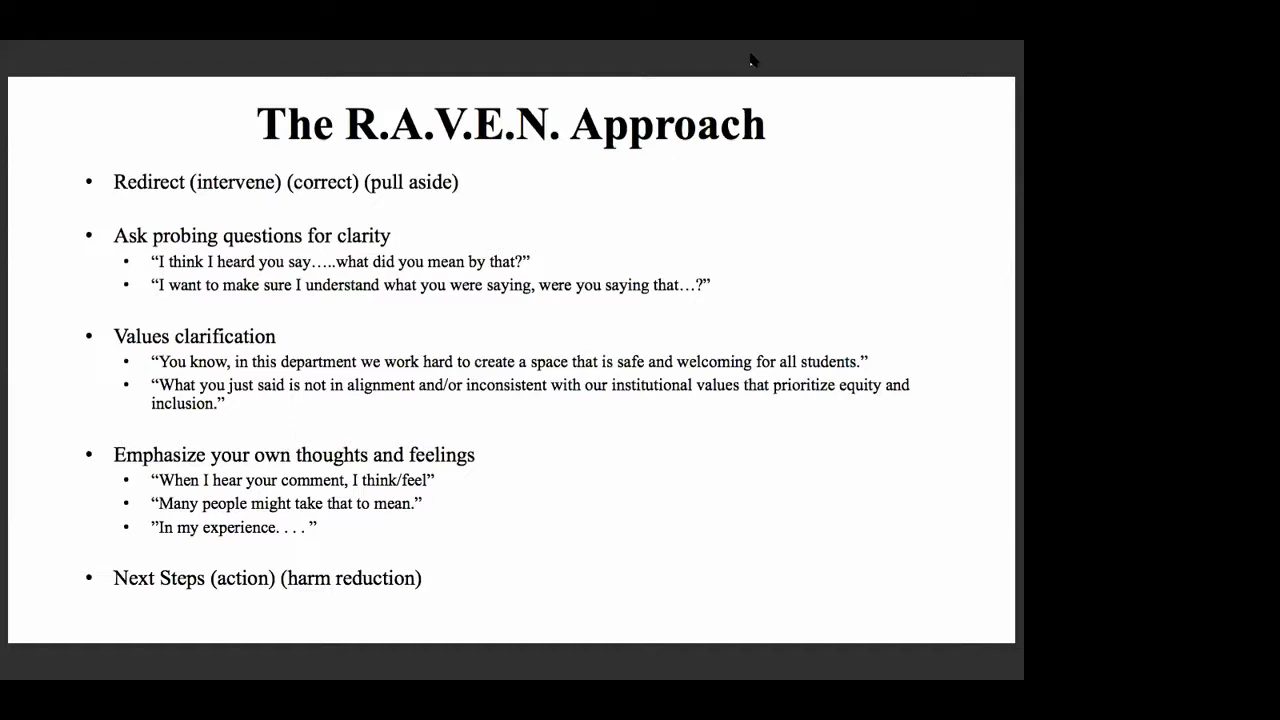 The R.A.V.E.N. Approach
• Redirect (intervene) (correct) (pull aside)
• Ask probing questions for clarity
• “I think I heard you say…..what did you mean by that?”
• “I want to make sure I understand what you were saying, were you saying that…?”
• Values clarification
• “You know, in this department we work hard to create a space that is safe and welcoming for all students.”
• “What you just said is not in alignment and/or inconsistent with our institutional values that prioritize equity and
inclusion.”
• Emphasize your own thoughts and feelings
• “When I hear your comment, I think/feel”
• “Many people might take that to mean.”
• ”In my experience. . . . ”
• Next Steps (action) (harm reduction)